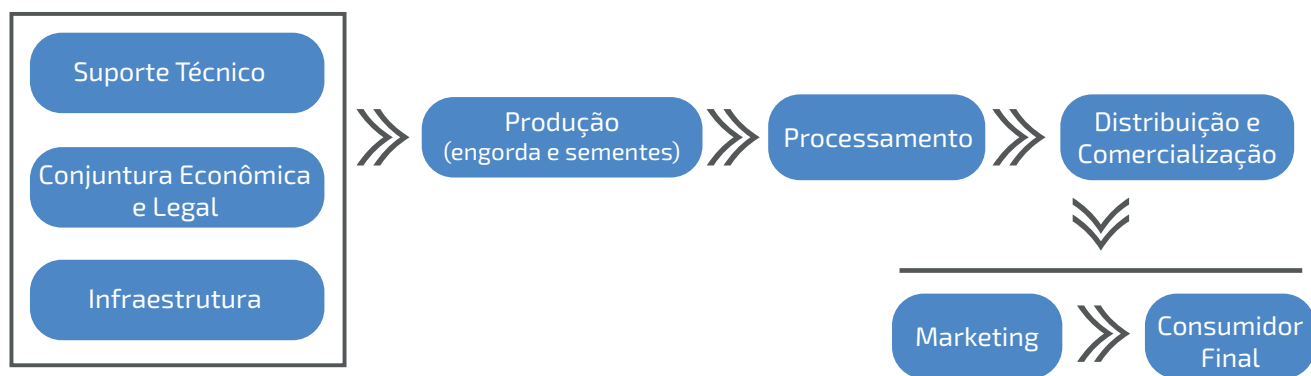 Suporte Técnico
Conjuntura Econômica
e Legal
Infraestrutura
Produção
(engorda e sementes)
Processamento
Distribuição e
Comercialização
Marketing
Consumidor
Final